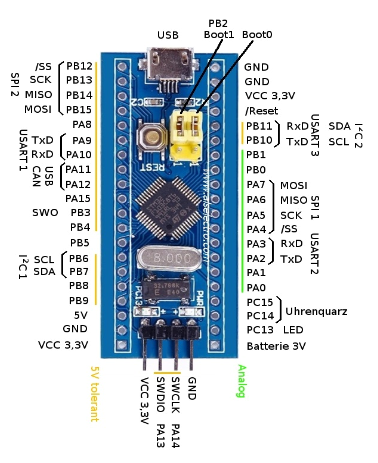 PB2
USB Boot1 Boot0
/SS PB12
SCK PB13
MISO PB14
MOSI PB15
SPI 2
PA8
TxD PA9
RxD PA10
USART 1
PA11
PA12
USB
CAN
PA15
SWO PB3
PB4
PB5
SCL PB6
SDA PB7
I²C 1
PB8
PB9
5V
GND
VCC 3,3V
5V tolerant
GND
GND
VCC 3,3V
/Reset
PB11 RxD SDA
PB10 TxD SCL
USART 3
I²C 2
PB1
PB0
PA7 MOSI
PA6 MISO
PA5 SCK
PA4 /SS
SPI 1
PA3 RxD
PA2 TxD
USART 2
PA1
PA0
PC15
PC14
Uhrenquarz
PC13 LED
Batterie 3V
Analog
REST
8.000
PC13
PWR
VCC 3,3V
SWDIO PA13
SWCLK PA14
GND